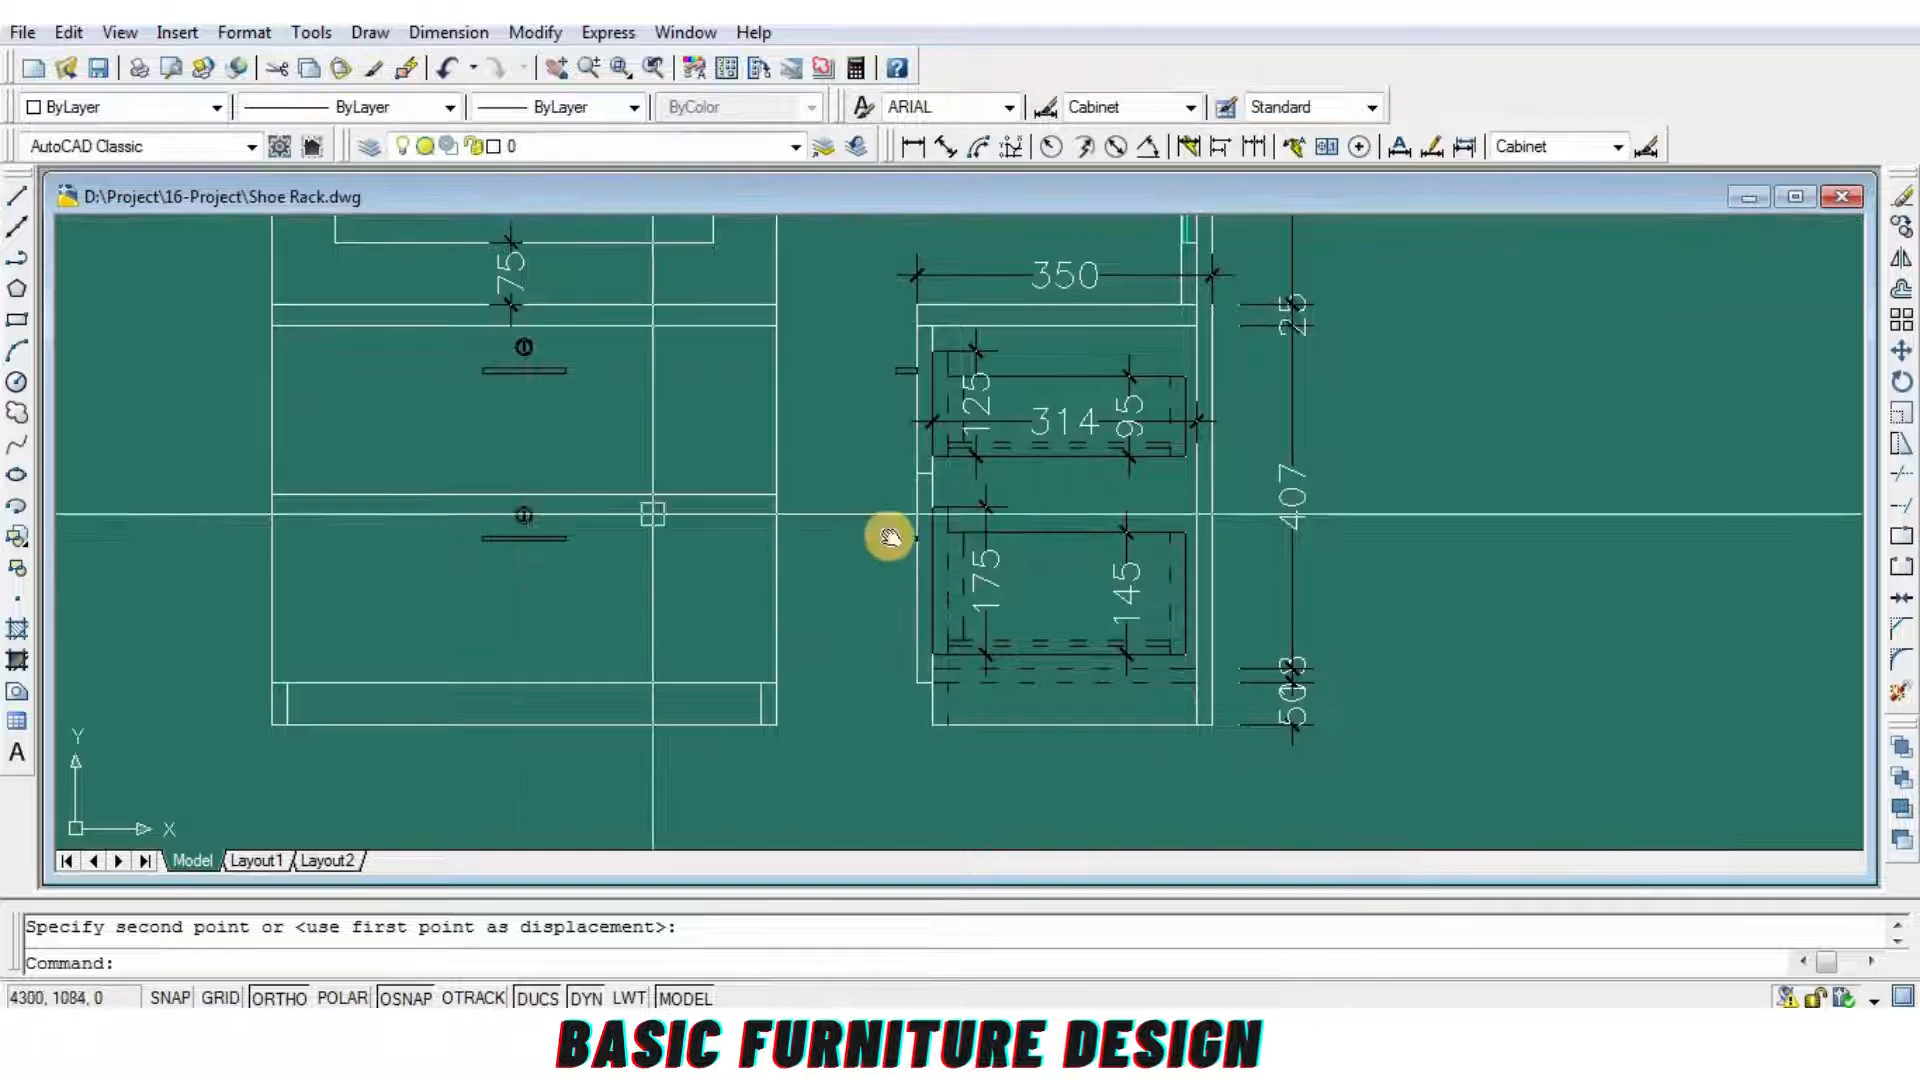 File Edit View Insert Format Tools Draw Dimension Modify Express Window Help
ByLayer ByLayer ByLayer ByColor ARIAL Cabinet Standard
AutoCAD Classic 0 Cabinet
D:\Project\16-Project\Shoe Rack.dwg
75
350
25
125
314
95
407
175
145
50
Y
X
Model Layout1 Layout2
Specify second point or <use first point as displacement>:
Command:
4300, 1084, 0 SNAP GRID ORTHO POLAR OSNAP OTRACK DUCS DYN LWT MODEL
BASIC FURNITURE DESIGN